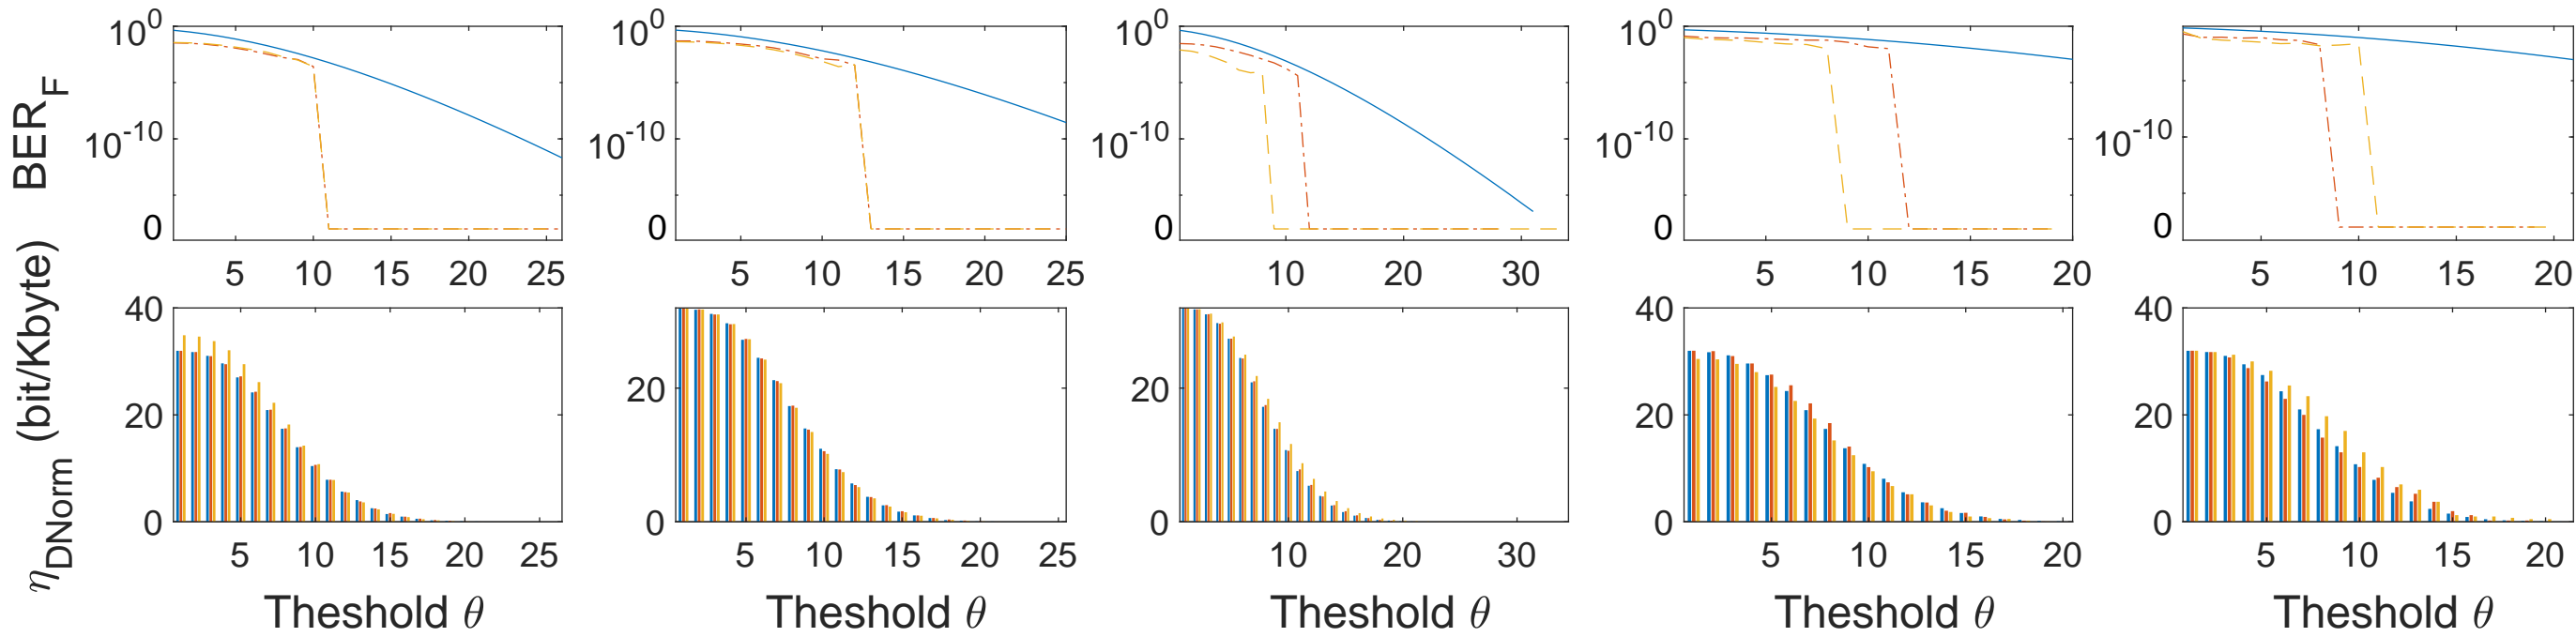 BER_F
10^0 10^0 10^0 10^0 10^0
10^-10 10^-10 10^-10 10^-10 10^-10
0 0 0 0 0
5 10 15 20 25 5 10 15 20 25 10 20 30 5 10 15 20 5 10 15 20
η_DNorm (bit/Kbyte)
40 40 40
20 20
20 20 20
0 0 0 0 0
5 10 15 20 25 5 10 15 20 25 10 20 30 5 10 15 20 5 10 15 20
Theshold θ Theshold θ Theshold θ Theshold θ Theshold θ